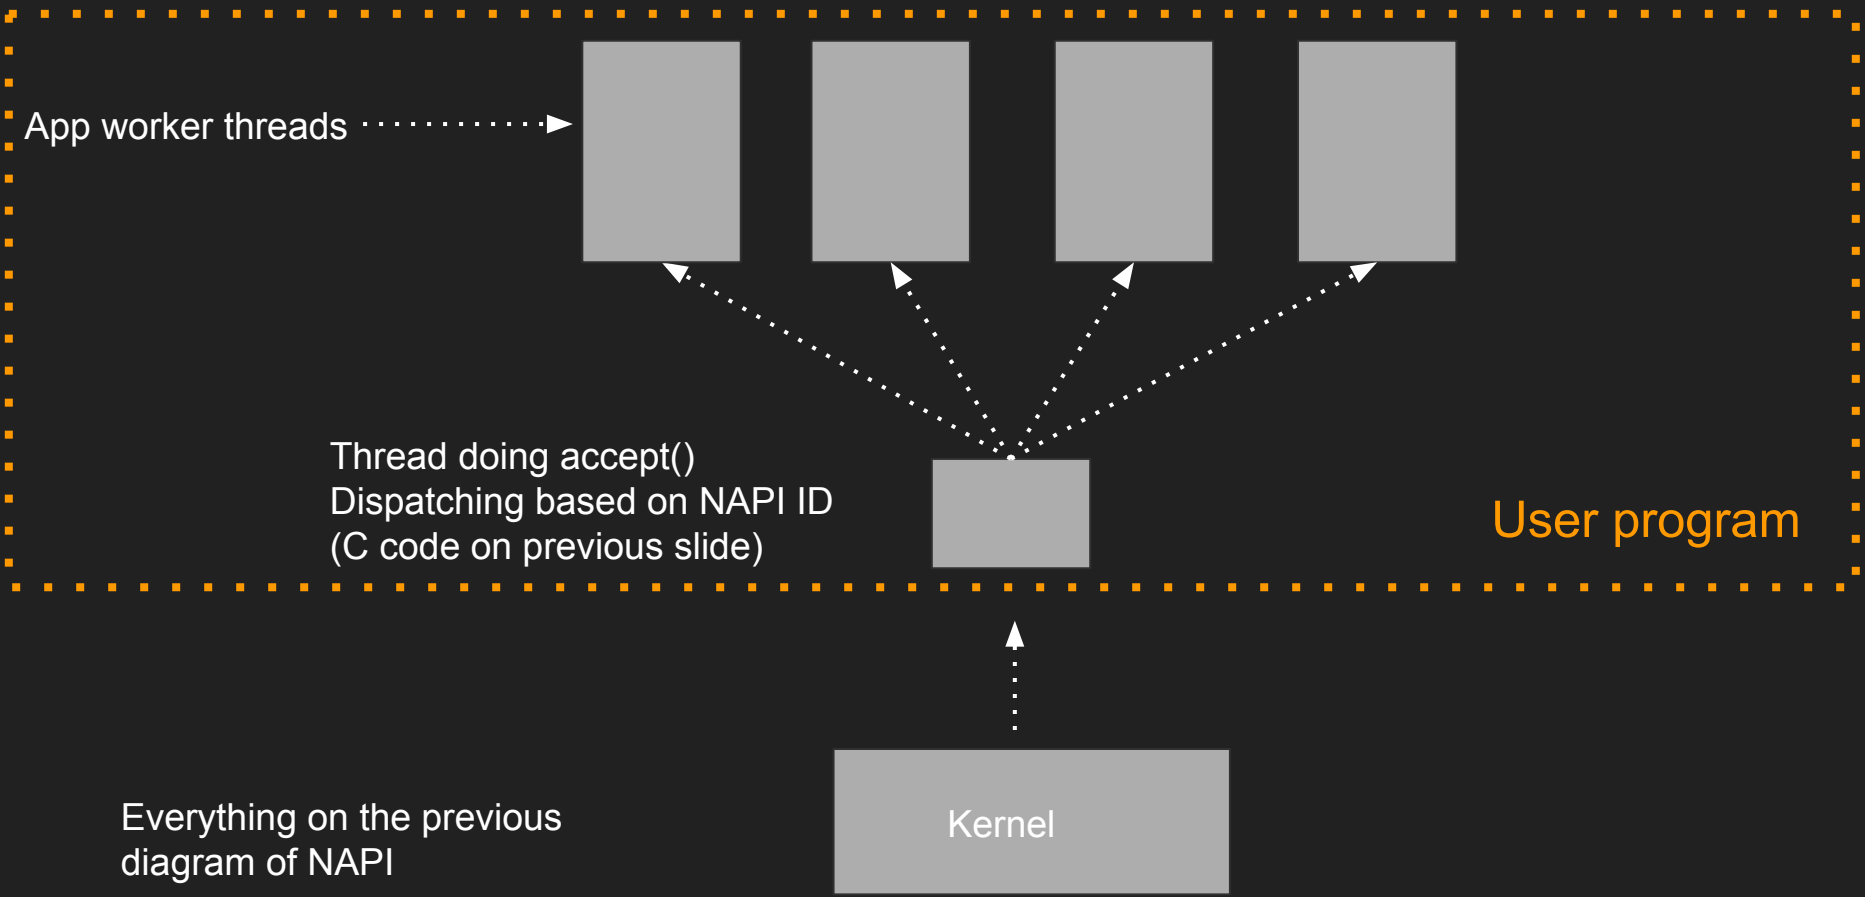 App worker threads
Thread doing accept()
Dispatching based on NAPI ID
(C code on previous slide)
User program
Everything on the previous
diagram of NAPI
Kernel